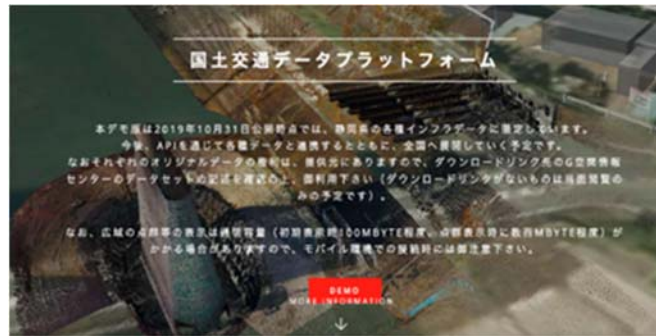 国土交通データプラットフォーム
本デモ版は2019年10月31日公開時点では、静岡県の各種インフラデータに限定しています。
今後、APIを通じて各種データと連携するとともに、全国へ展開していく予定です。
なおそれぞれのオリジナルデータの権利は、提供元にありますので、ダウンロードリンク先のG空間情報
センターのデータセットの記述を確認の上、御利用下さい(ダウンロードリンクがないものは当面閲覧の
みの予定です)。
なお、広域の点群等の表示は通信容量(初期表示時100MBYTE程度、点群表示時に数百MBYTE程度)が
かかる場合がありますので、モバイル環境での接続時には御注意下さい。
DEMO
MORE INFORMATION